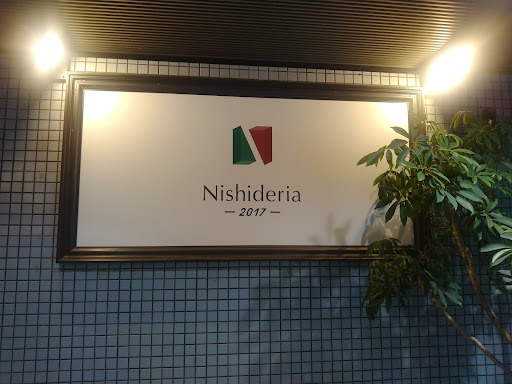 Nishideria
— 2017 —